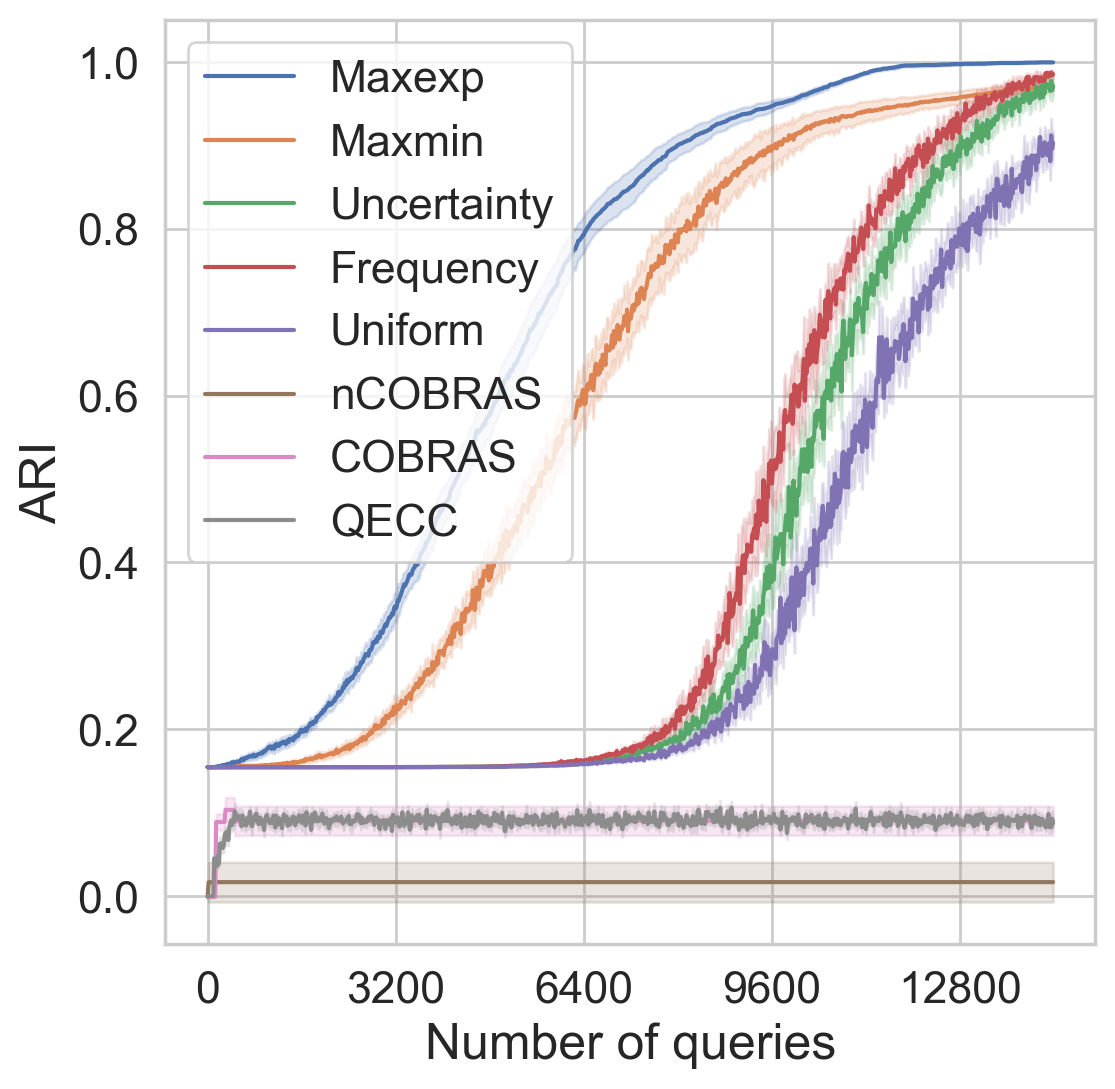 1.0
0.8
0.6
0.4
0.2
0.0
ARI
Maxexp
Maxmin
Uncertainty
Frequency
Uniform
nCOBRAS
COBRAS
QECC
0 3200 6400 9600 12800
Number of queries